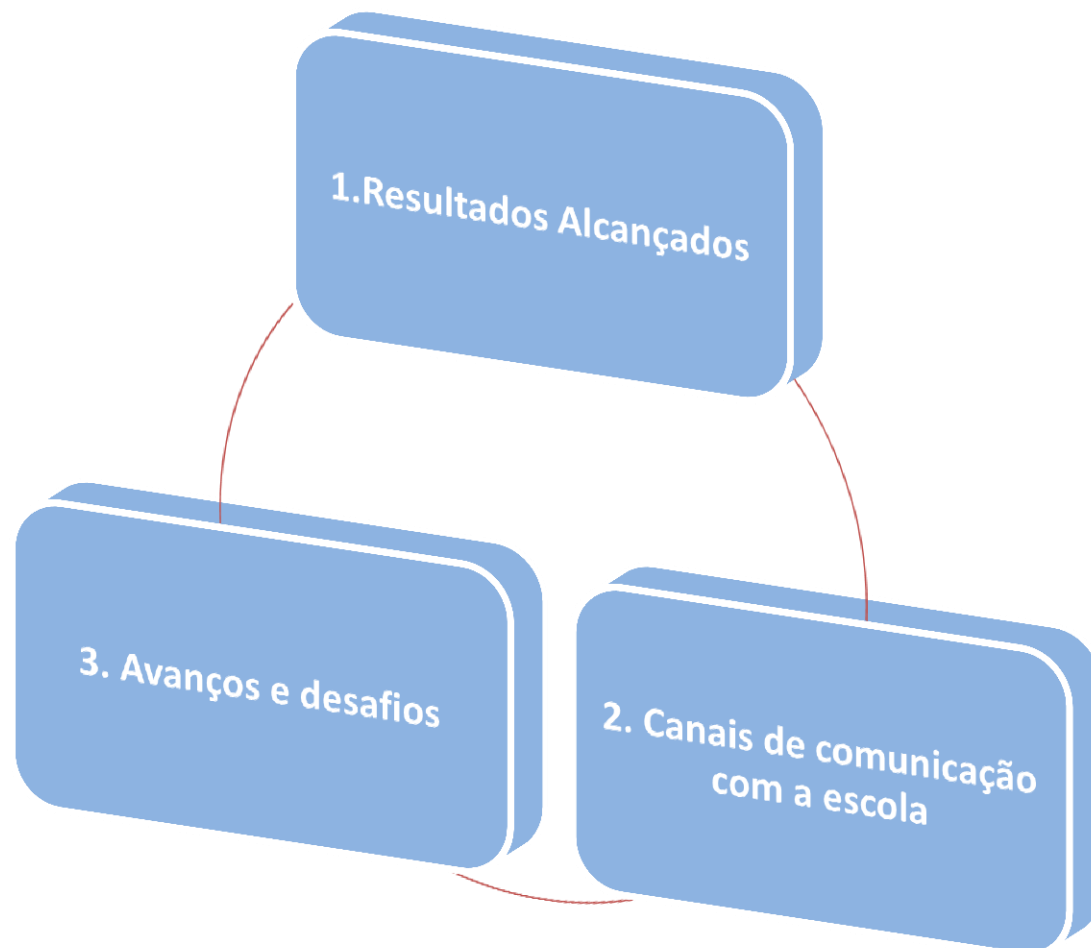 1.Resultados Alcançados
2. Canais de comunicação
com a escola
3. Avanços e desafios